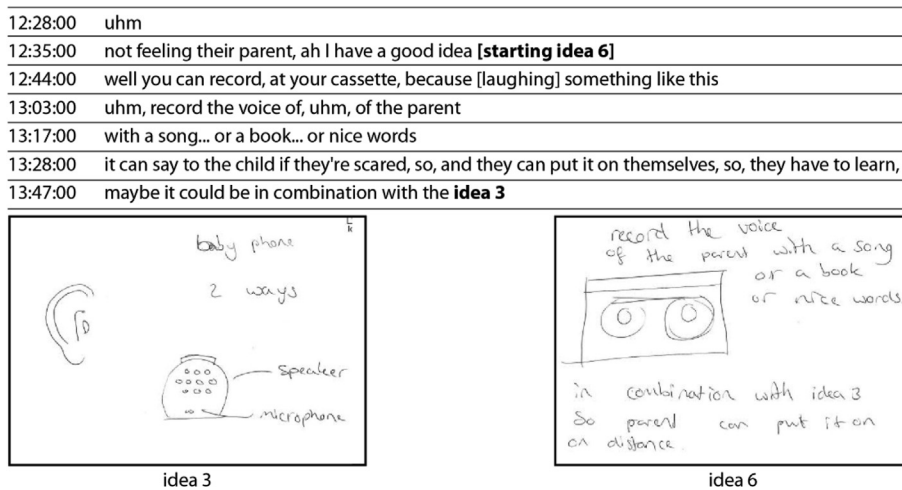 12:28:00 uhm
12:35:00 not feeling their parent, ah I have a good idea [starting idea 6]
12:44:00 well you can record, at your cassette, because [laughing] something like this
13:03:00 uhm, record the voice of, uhm, of the parent
13:17:00 with a song... or a book... or nice words
13:28:00 it can say to the child if they're scared, so, and they can put it on themselves, so, they have to learn,
13:47:00 maybe it could be in combination with the idea 3
baby phone
2 ways
speaker
microphone
idea 3
record the voice
of the parent with a song
or a book
or nice words
in combination with idea 3
So parent can put it on
on distance.
idea 6